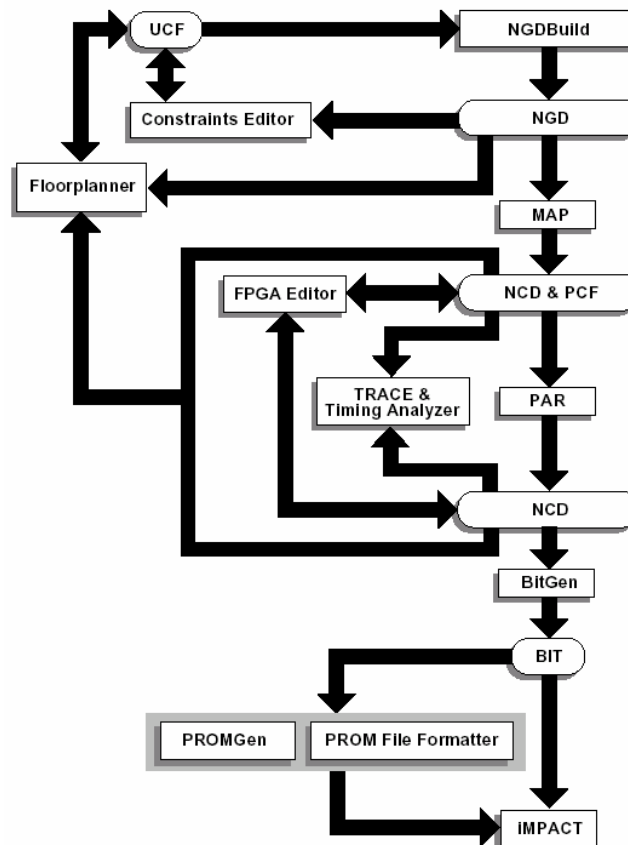 UCF
NGDBuild
Constraints Editor
NGD
Floorplanner
MAP
FPGA Editor
NCD & PCF
TRACE &
Timing Analyzer
PAR
NCD
BitGen
BIT
PROMGen
PROM File Formatter
iMPACT